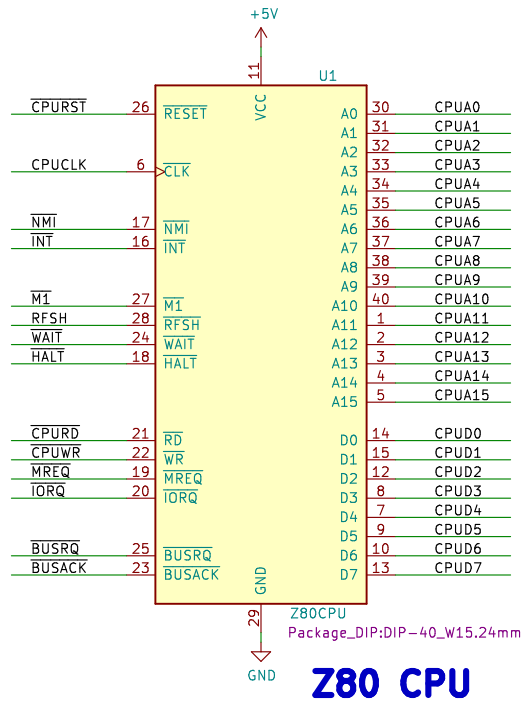 +5V
11
VCC
U1
CPURST 26 RESET
A0 30 CPUA0
A1 31 CPUA1
A2 32 CPUA2
CPUCLK 6 CLK
A3 33 CPUA3
A4 34 CPUA4
A5 35 CPUA5
NMI 17 NMI
A6 36 CPUA6
INT 16 INT
A7 37 CPUA7
A8 38 CPUA8
A9 39 CPUA9
M1 27 M1
A10 40 CPUA10
RFSH 28 RFSH
A11 1 CPUA11
WAIT 24 WAIT
A12 2 CPUA12
HALT 18 HALT
A13 3 CPUA13
A14 4 CPUA14
A15 5 CPUA15
CPURD 21 RD
D0 14 CPUD0
CPUWR 22 WR
D1 15 CPUD1
MREQ 19 MREQ
D2 12 CPUD2
IORQ 20 IORQ
D3 8 CPUD3
D4 7 CPUD4
D5 9 CPUD5
BUSRQ 25 BUSRQ
D6 10 CPUD6
BUSACK 23 BUSACK
D7 13 CPUD7
GND
29
Z80CPU
Package_DIP:DIP-40_W15.24mm
GND
Z80 CPU